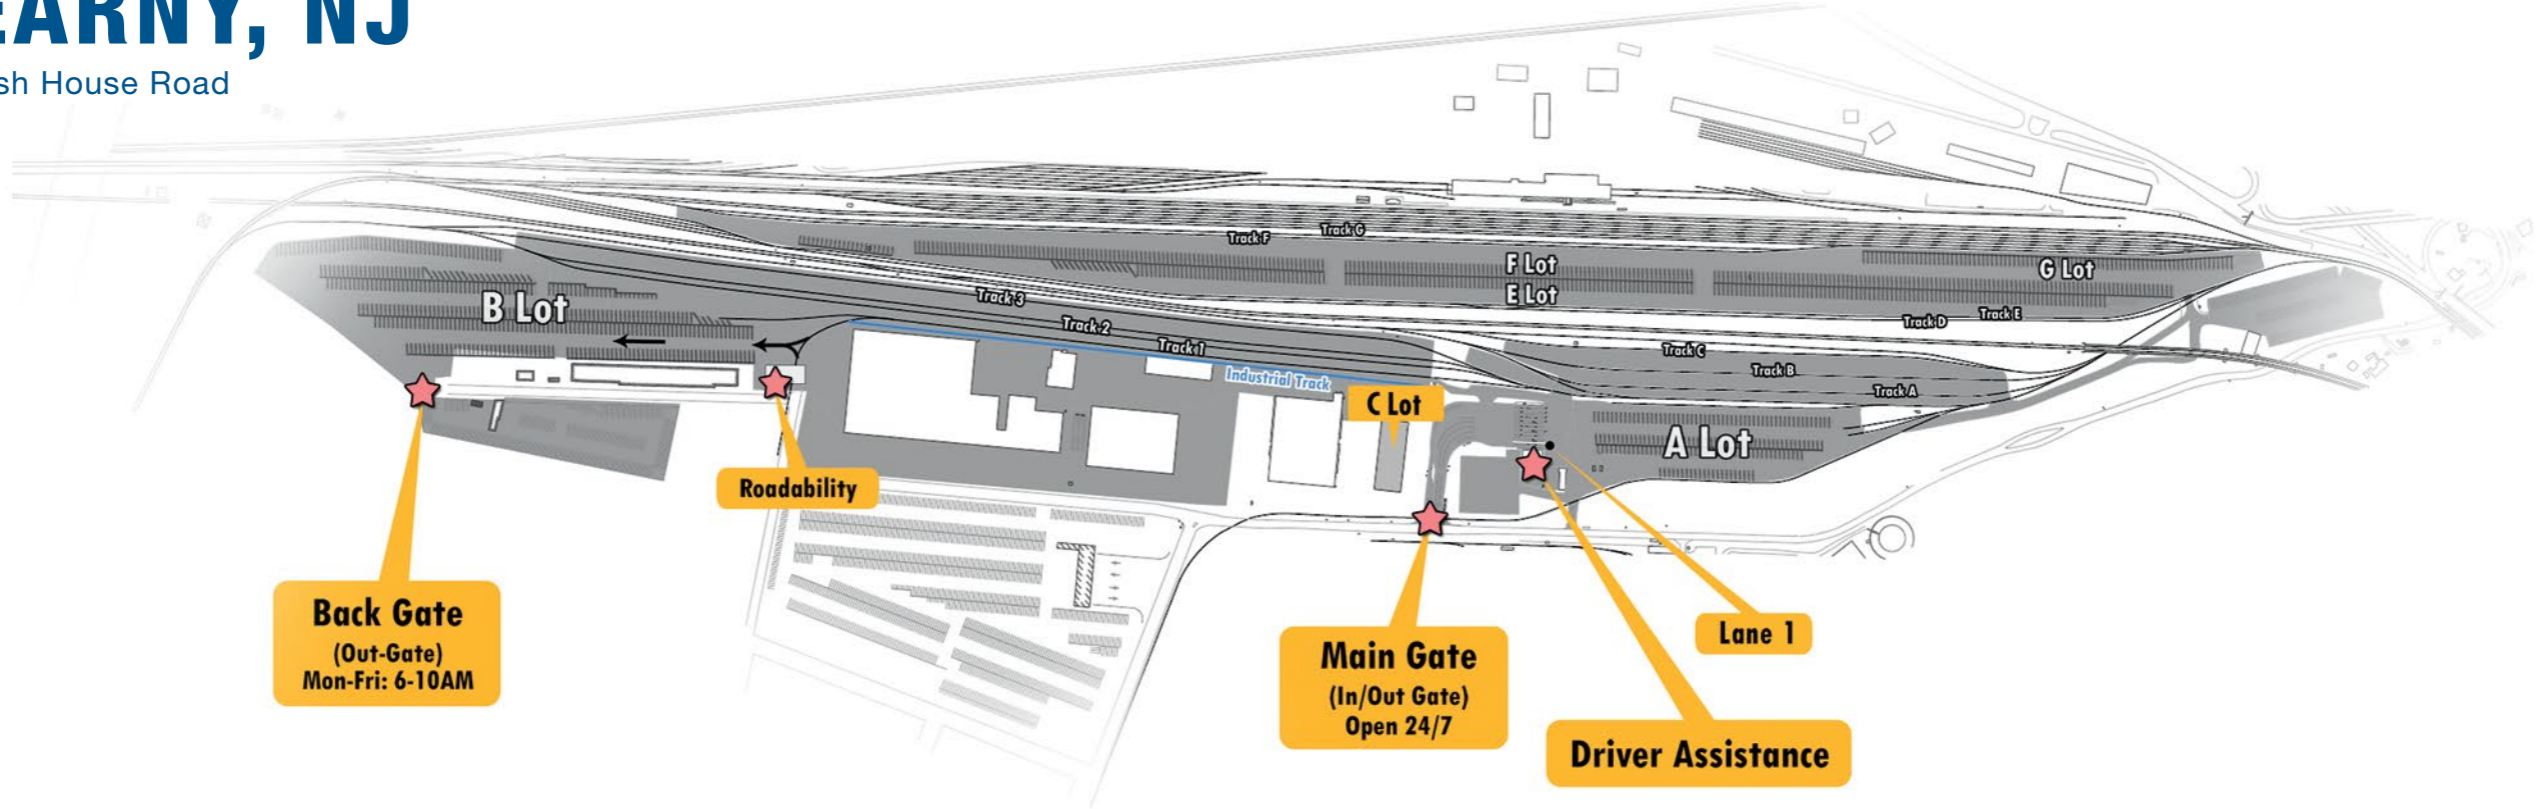 EARNY, NJ
sh House Road
Track F
Track G
F Lot
E Lot
G Lot
B Lot
Track 3
Track 2
Track 1
Track D
Track E
Track C
Track B
Track A
Industrial Track
C Lot
A Lot
Roadability
Back Gate
(Out-Gate)
Mon-Fri: 6-10AM
Main Gate
(In/Out Gate)
Open 24/7
Lane 1
Driver Assistance